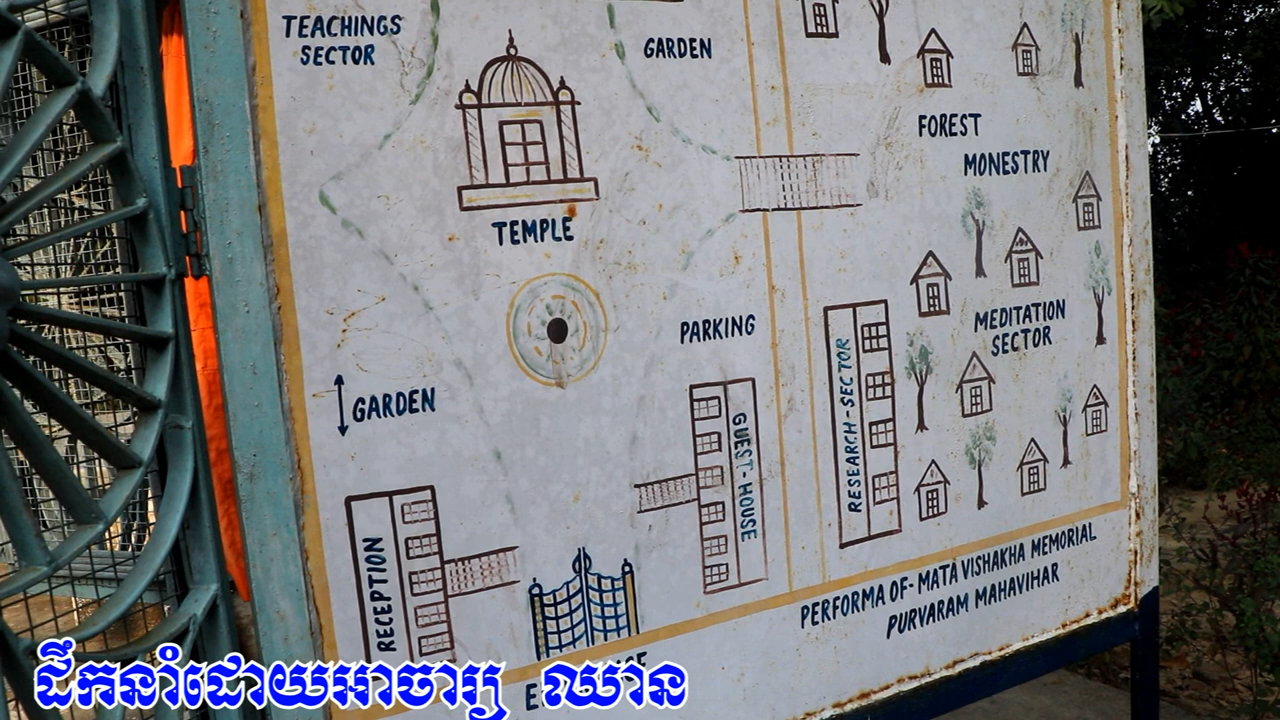 TEACHINGS
SECTOR
GARDEN
FOREST
MONESTRY
TEMPLE
PARKING
MEDITATION
SECTOR
GARDEN
GUEST-HOUSE
RESEARCH-SECTOR
RECEPTION
PERFORMA OF- MATA VISHAKHA MEMORIAL
PURVARAM MAHAVIHAR
ដឹកនាំដោយអាចារ្យ ឈាន